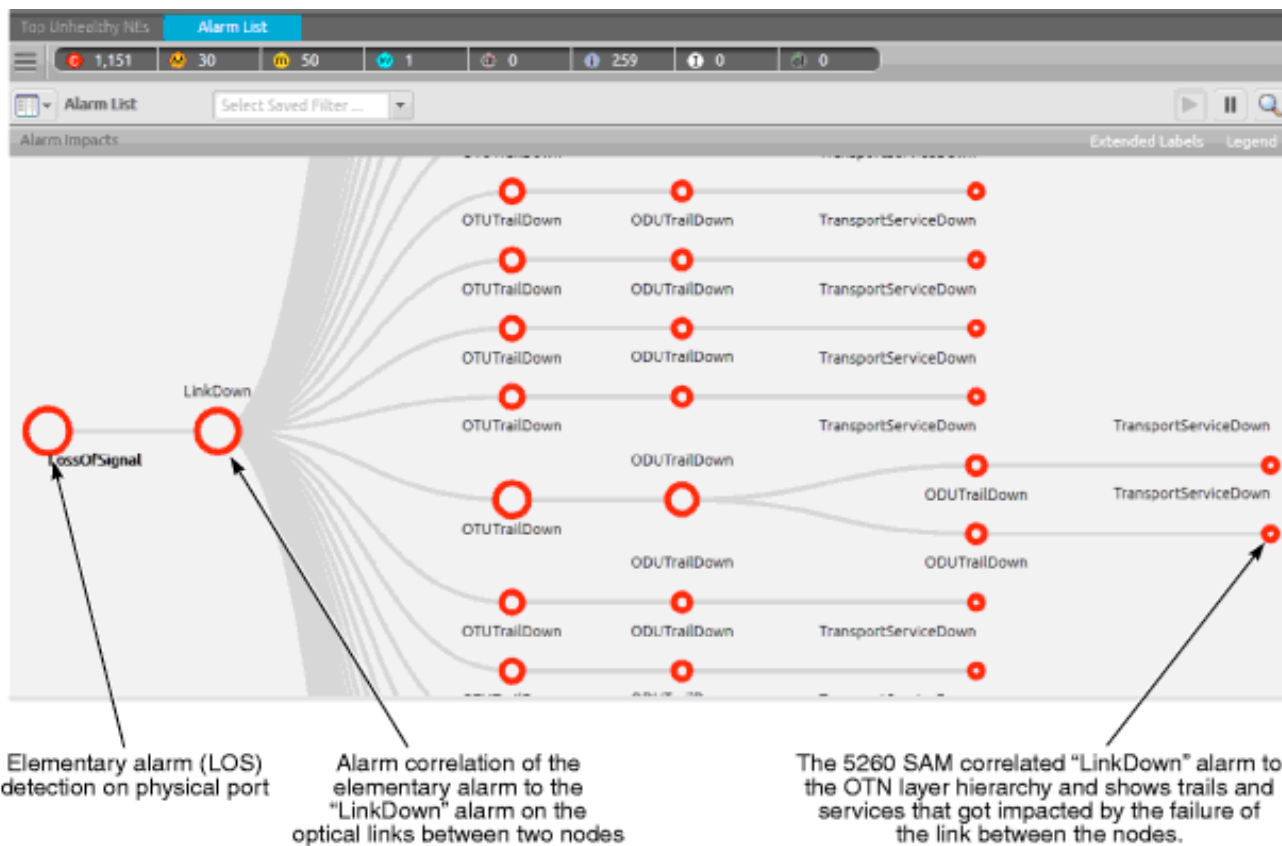 Top Unhealthy NEs Alarm List
1,151 30 50 1 0 259 0 0
Alarm List Select Saved Filter ...
Alarm Impacts Extended Labels Legend
OTUTrailDown ODUTrailDown TransportServiceDown
OTUTrailDown ODUTrailDown TransportServiceDown
OTUTrailDown ODUTrailDown TransportServiceDown
LinkDown
OTUTrailDown ODUTrailDown TransportServiceDown
TransportServiceDown
LossOfSignal
ODUTrailDown
ODUTrailDown TransportServiceDown
OTUTrailDown
ODUTrailDown ODUTrailDown
OTUTrailDown ODUTrailDown TransportServiceDown
Elementary alarm (LOS)
detection on physical port
Alarm correlation of the
elementary alarm to the
“LinkDown” alarm on the
optical links between two nodes
The 5260 SAM correlated “LinkDown” alarm to
the OTN layer hierarchy and shows trails and
services that got impacted by the failure of
the link between the nodes.